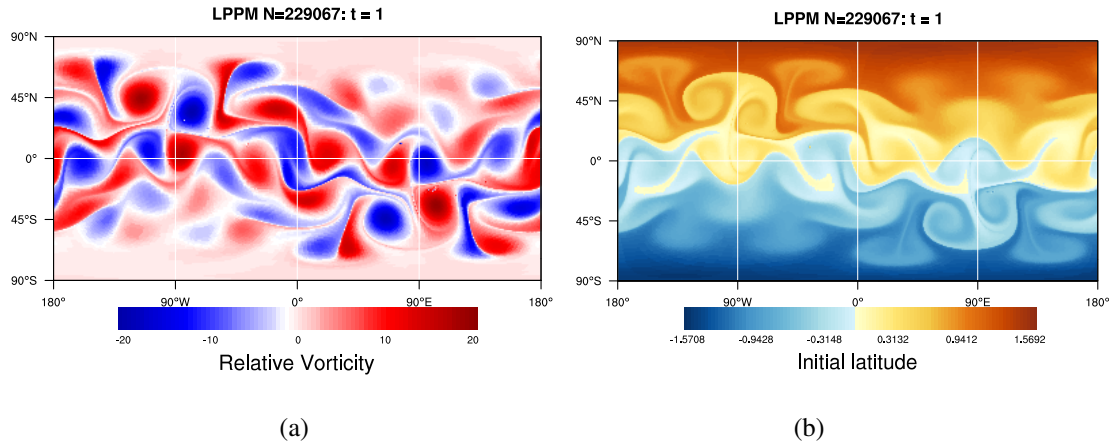 LPPM N=229067: t = 1
90°N
45°N
0°
45°S
90°S
180° 90°W 0° 90°E 180°
-20 -10 0 10 20
Relative Vorticity
(a)
LPPM N=229067: t = 1
90°N
45°N
0°
45°S
90°S
180° 90°W 0° 90°E 180°
-1.5708 -0.9428 -0.3148 0.3132 0.9412 1.5692
Initial latitude
(b)